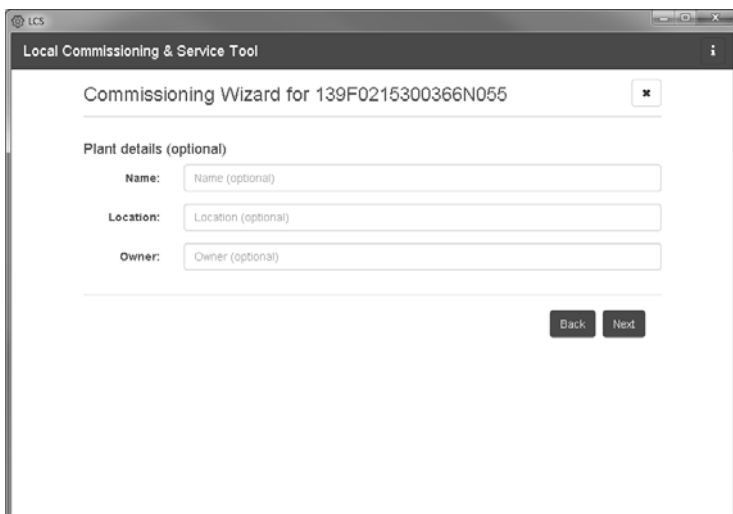 LCS
Local Commissioning & Service Tool
i
Commissioning Wizard for 139F0215300366N055
Plant details (optional)
Name: Name (optional)
Location: Location (optional)
Owner: Owner (optional)
Back Next